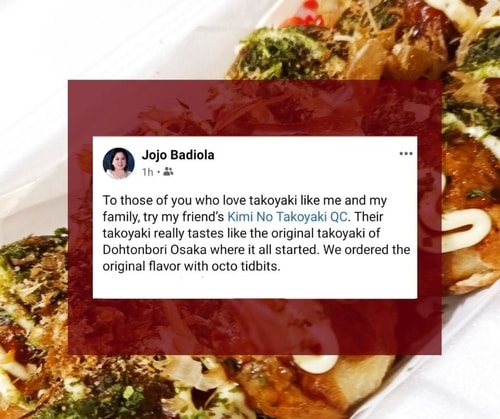 Jojo Badiola
1h
To those of you who love takoyaki like me and my
family, try my friend's Kimi No Takoyaki QC. Their
takoyaki really tastes like the original takoyaki of
Dohtonbori Osaka where it all started. We ordered the
original flavor with octo tidbits.